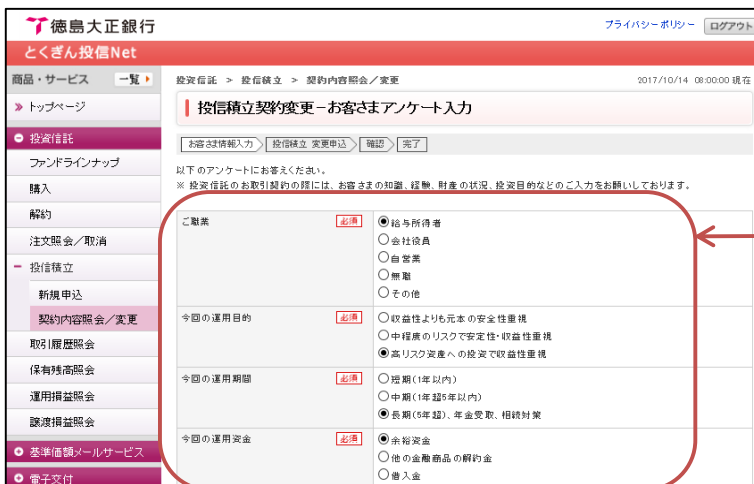 徳島大正銀行
プライバシーポリシー ログアウト
とくぎん投信Net
商品・サービス 一覧
投資信託 > 投信積立 > 契約内容照会/変更
2017/10/14 08:00:00 現在
トップページ
投信積立契約変更-お客さまアンケート入力
投資信託
お客さま情報入力 投信積立 変更申込 確認 完了
ファンドラインナップ
以下のアンケートにお答えください。
購入
※ 投資信託のお取引契約の際には、お客さまの知識、経験、財産の状況、投資目的などのご入力をお願いしております。
解約
注文照会/取消
投信積立
新規申込
契約内容照会/変更
取引履歴照会
保有残高照会
運用損益照会
譲渡損益照会
基準価額メールサービス
電子交付
ご職業 必須
給与所得者
会社役員
自営業
無職
その他
今回の運用目的 必須
収益性よりも元本の安全性重視
中程度のリスクで安定性・収益性重視
高リスク資産への投資で収益性重視
今回の運用期間 必須
短期(1年以内)
中期(1年超5年以内)
長期(5年超)、年金受取、相続対策
今回の運用資金 必須
余裕資金
他の金融商品の解約金
借入金